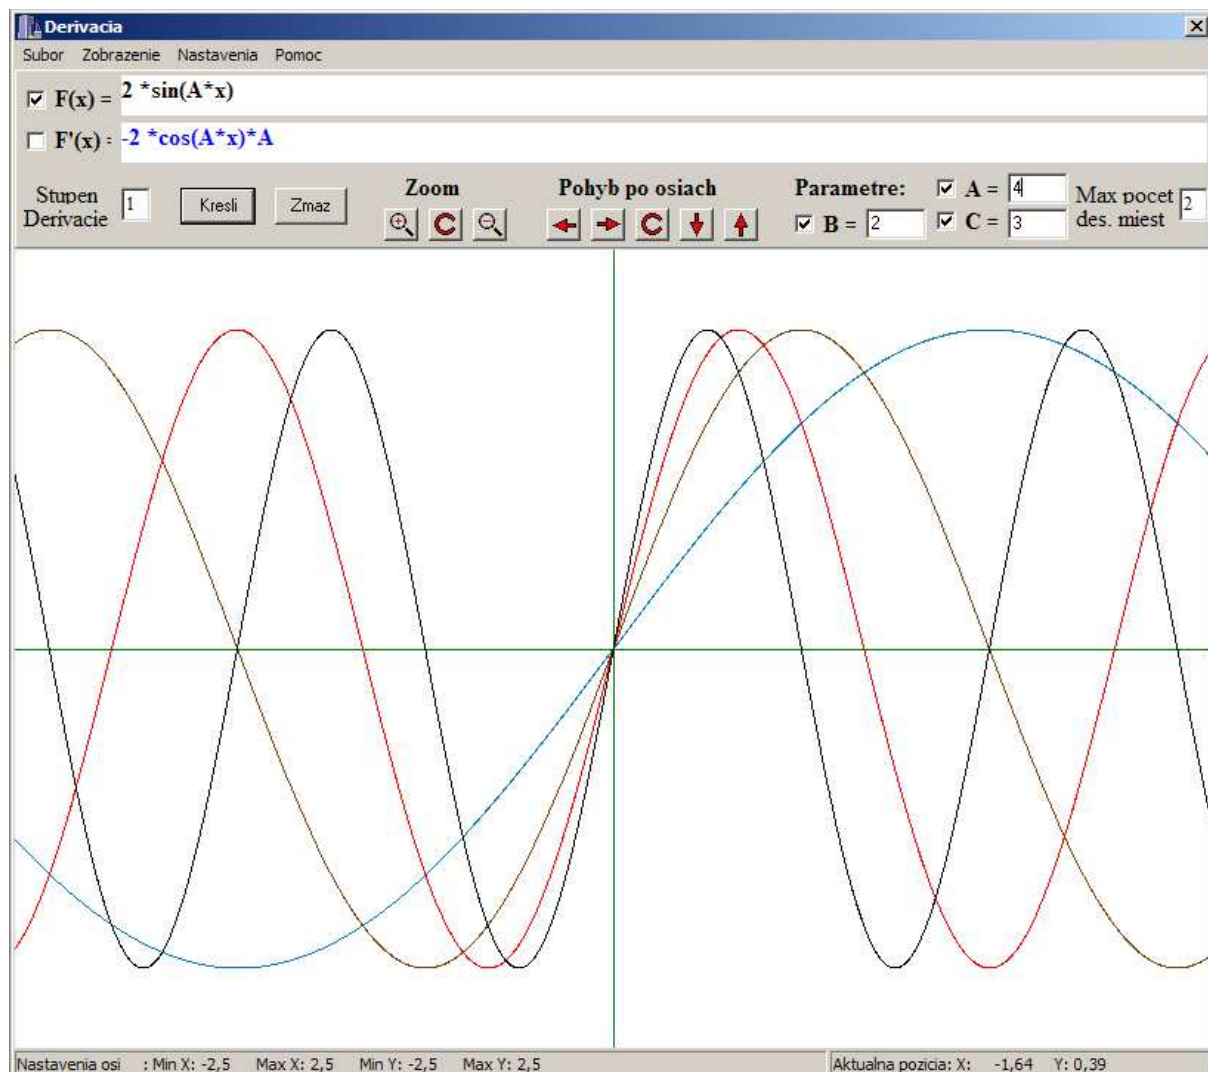 Derivacia
Subor Zobrazenie Nastavenia Pomoc
F(x) = 2 *sin(A*x)
F'(x) = -2 *cos(A*x)*A
Stupen Derivacie 1 Kresli Zmaz Zoom Pohyb po osiach Parametre: A = 4 Max pocet des. miest 2
B = 2 C = 3
Nastavenia osi : Min X: -2,5 Max X: 2,5 Min Y: -2,5 Max Y: 2,5 Aktualna pozicia: X: -1,64 Y: 0,39